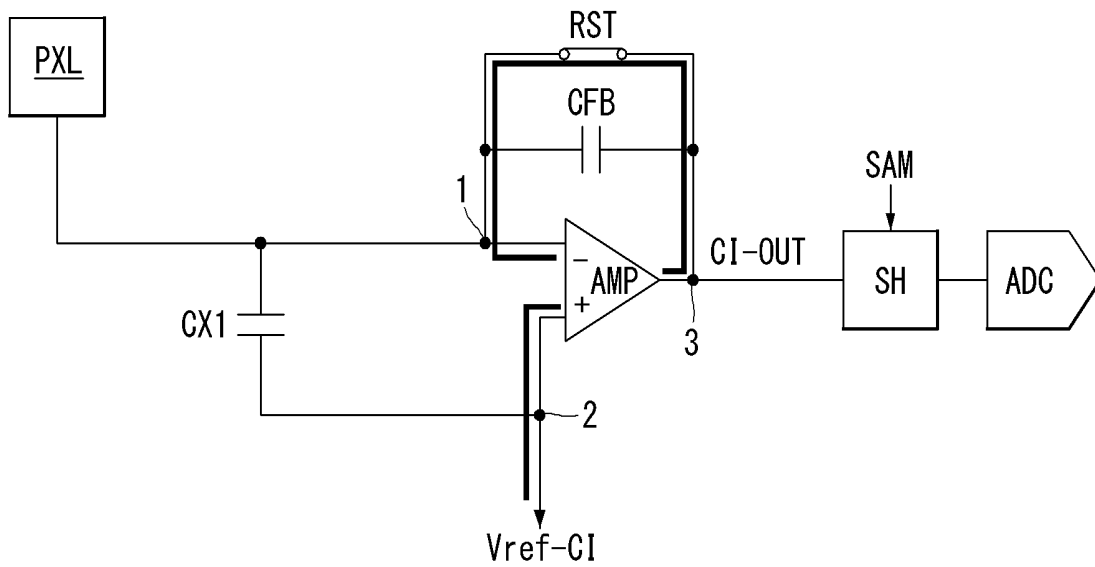 RST
PXL
CFB
SAM
1
CI-OUT
−
AMP
SH
ADC
+
CX1
3
2
Vref-CI